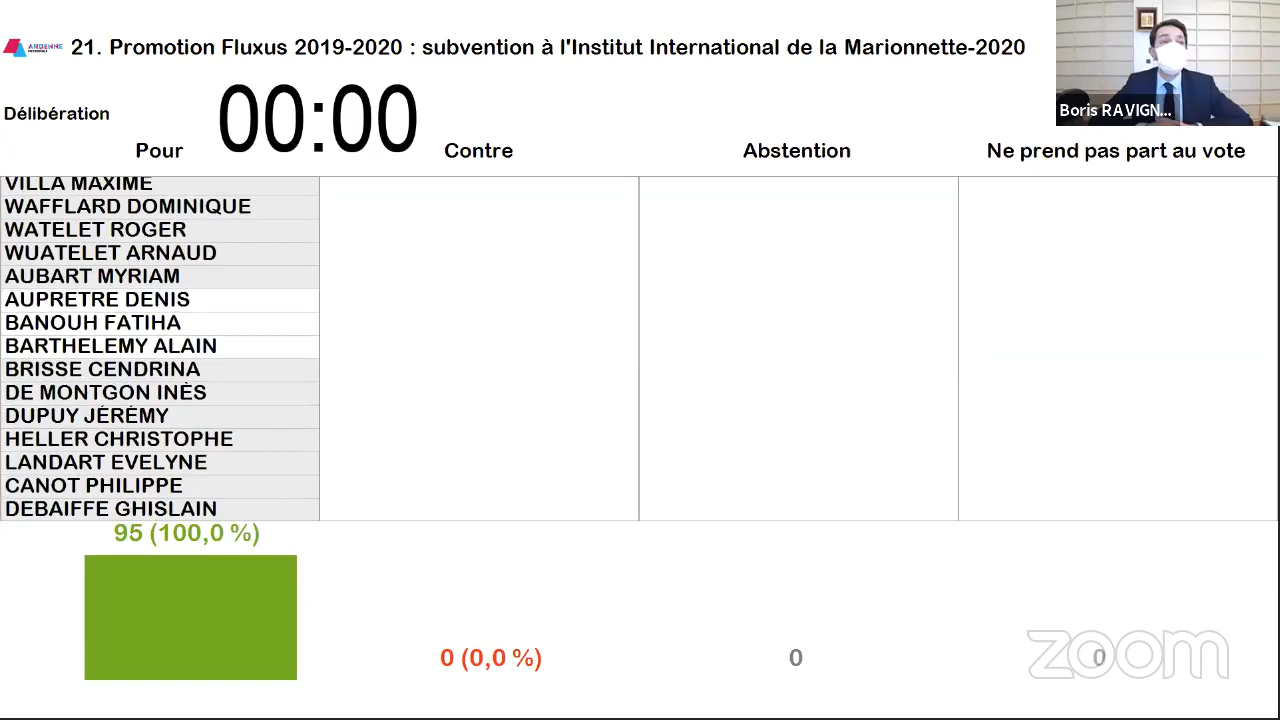 ARDENNE
21. Promotion Fluxus 2019-2020 : subvention à l'Institut International de la Marionnette-2020
Délibération
00:00
Boris RAVIGN...
Pour
Contre
Abstention
Ne prend pas part au vote
VILLA MAXIME
WAFFLARD DOMINIQUE
WATELET ROGER
WUATELET ARNAUD
AUBART MYRIAM
AUPRETRE DENIS
BANOUH FATIHA
BARTHELEMY ALAIN
BRISSE CENDRINA
DE MONTGON INÈS
DUPUY JÉRÉMY
HELLER CHRISTOPHE
LANDART EVELYNE
CANOT PHILIPPE
DEBAIFFE GHISLAIN
95 (100,0 %)
0 (0,0 %)
0
0
zoom